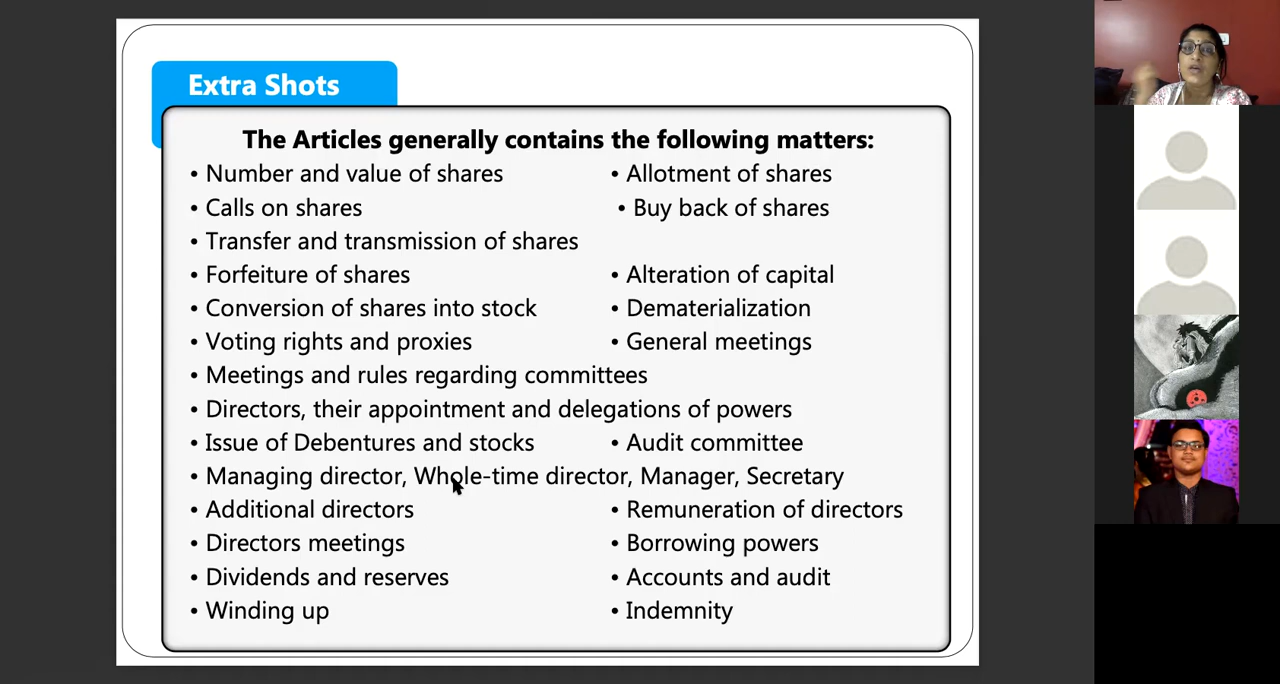 Extra Shots
The Articles generally contains the following matters:
• Number and value of shares • Allotment of shares
• Calls on shares • Buy back of shares
• Transfer and transmission of shares
• Forfeiture of shares • Alteration of capital
• Conversion of shares into stock • Dematerialization
• Voting rights and proxies • General meetings
• Meetings and rules regarding committees
• Directors, their appointment and delegations of powers
• Issue of Debentures and stocks • Audit committee
• Managing director, Whole-time director, Manager, Secretary
• Additional directors • Remuneration of directors
• Directors meetings • Borrowing powers
• Dividends and reserves • Accounts and audit
• Winding up • Indemnity